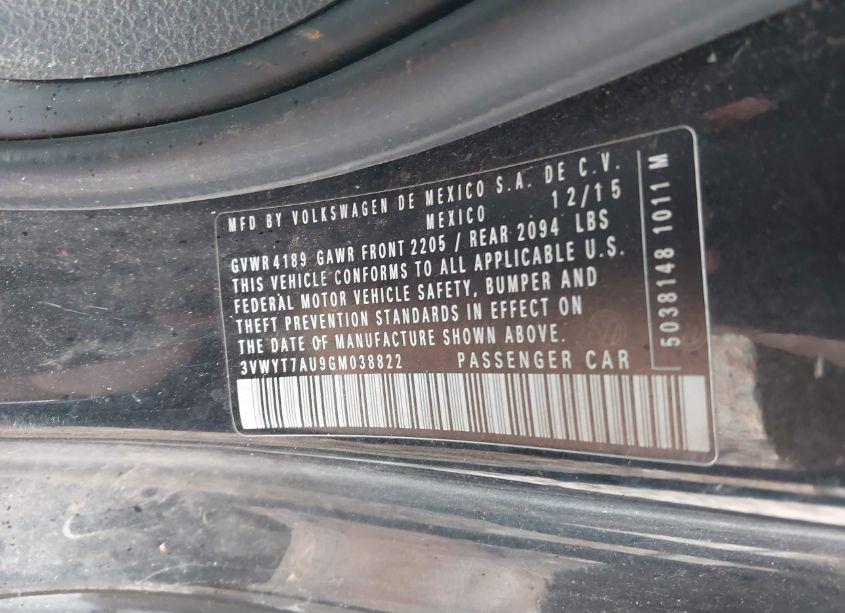 MFD BY VOLKSWAGEN DE MEXICO S.A. DE C.V.
MEXICO 12/15
GVWR 4189 GAWR FRONT 2205 / REAR 2094 LBS
THIS VEHICLE CONFORMS TO ALL APPLICABLE U.S.
FEDERAL MOTOR VEHICLE SAFETY, BUMPER AND
THEFT PREVENTION STANDARDS IN EFFECT ON
THE DATE OF MANUFACTURE SHOWN ABOVE.
3VWYT7AU9GM038822 PASSENGER CAR
5038148 1011 M